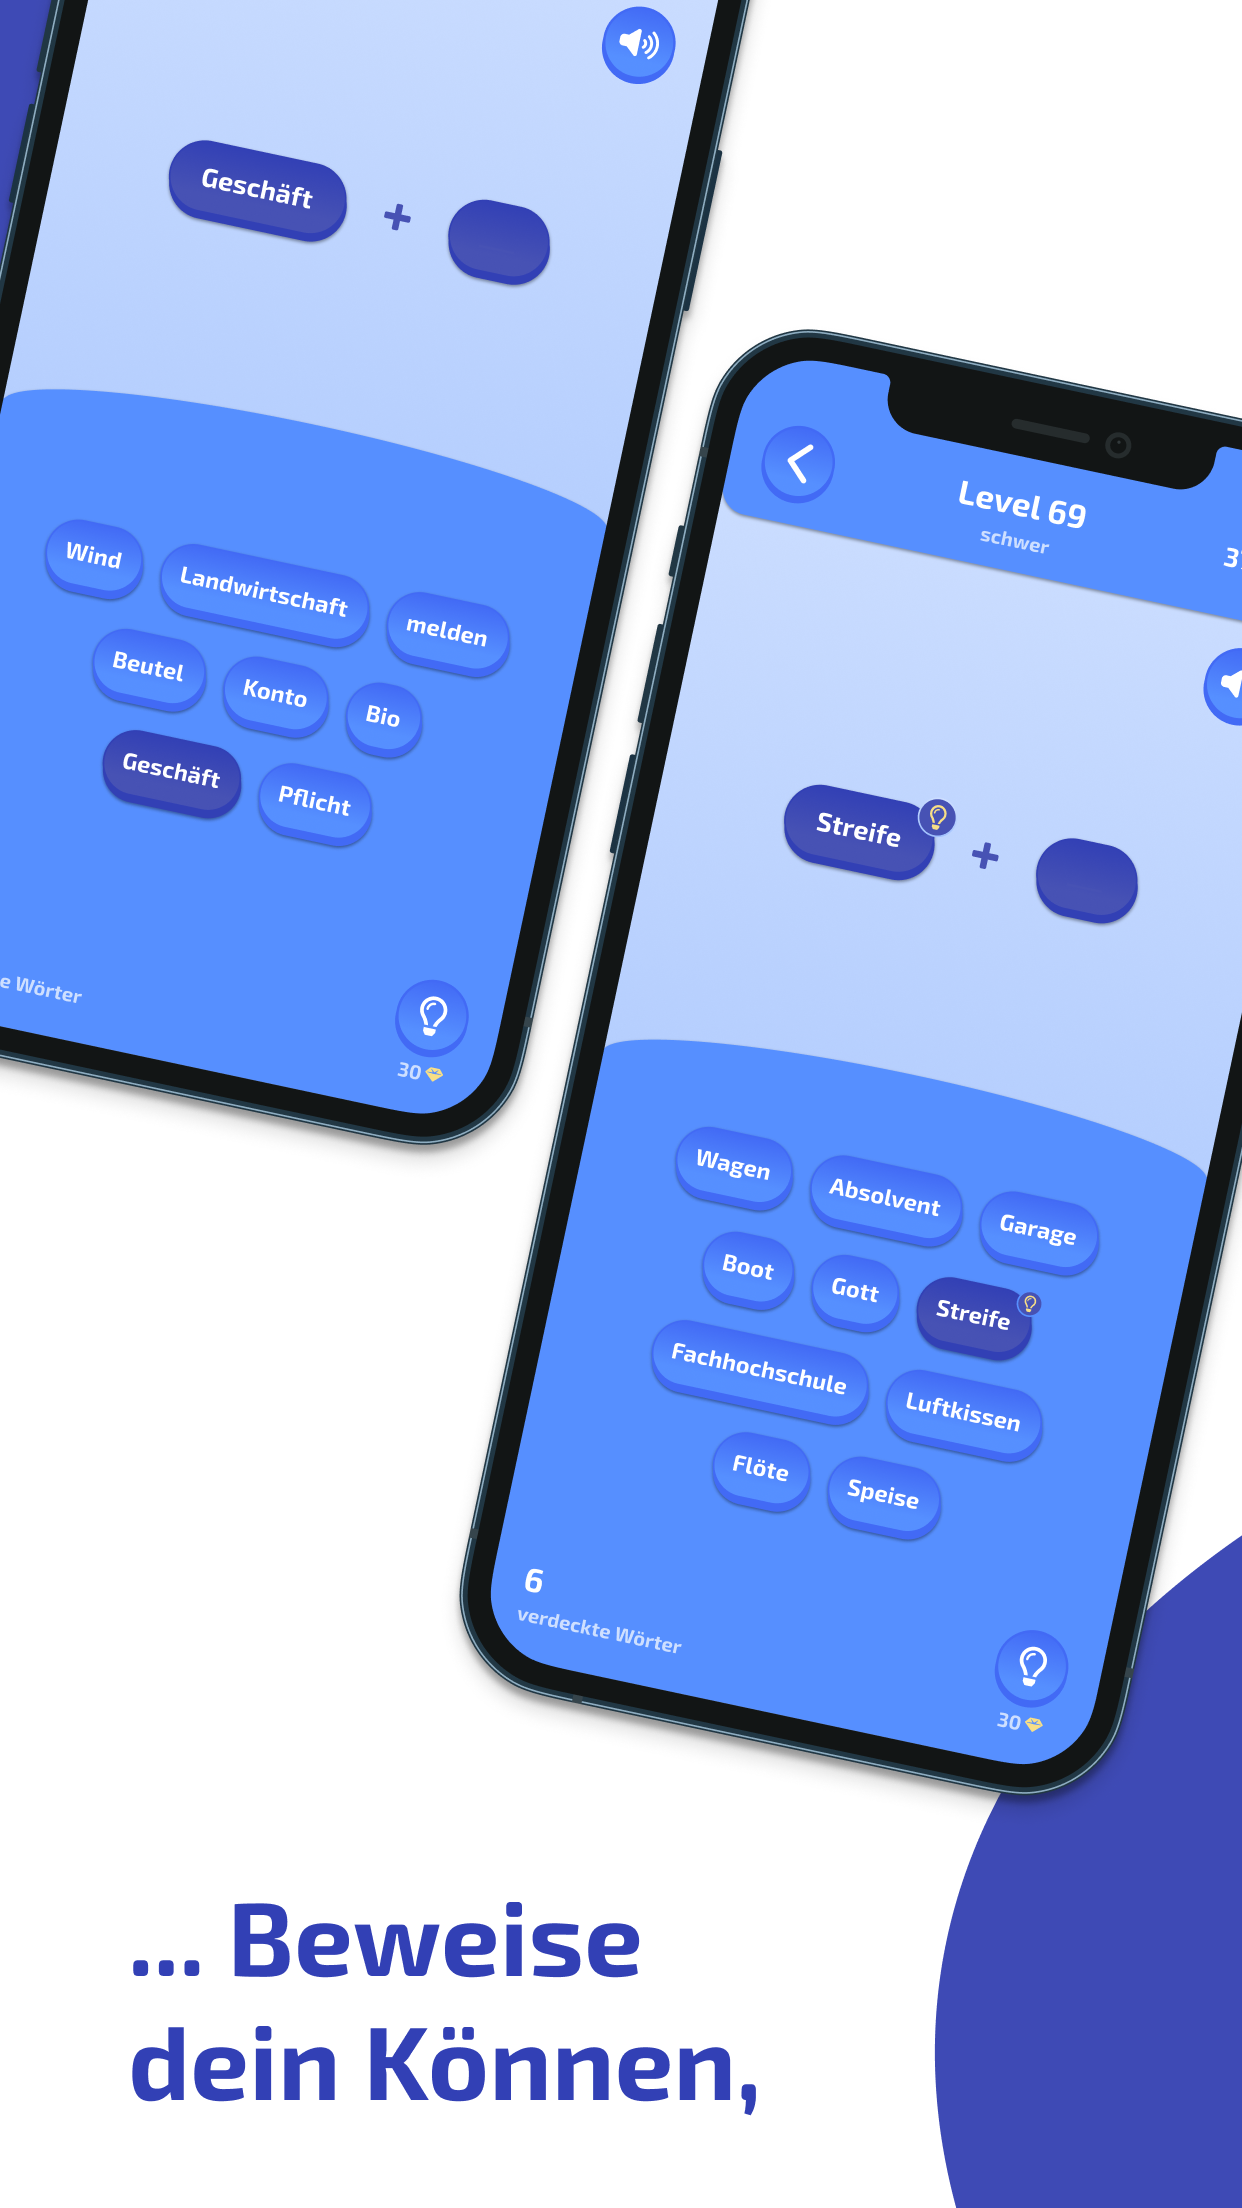 Geschäft +
Wind Landwirtschaft melden
Beutel Konto Bio
Geschäft Pflicht
e Wörter
30
Level 69
schwer
Streife +
Wagen Absolvent Garage
Boot Gott Streife
Fachhochschule Luftkissen
Flöte Speise
6
verdeckte Wörter
30
... Beweise
dein Können,